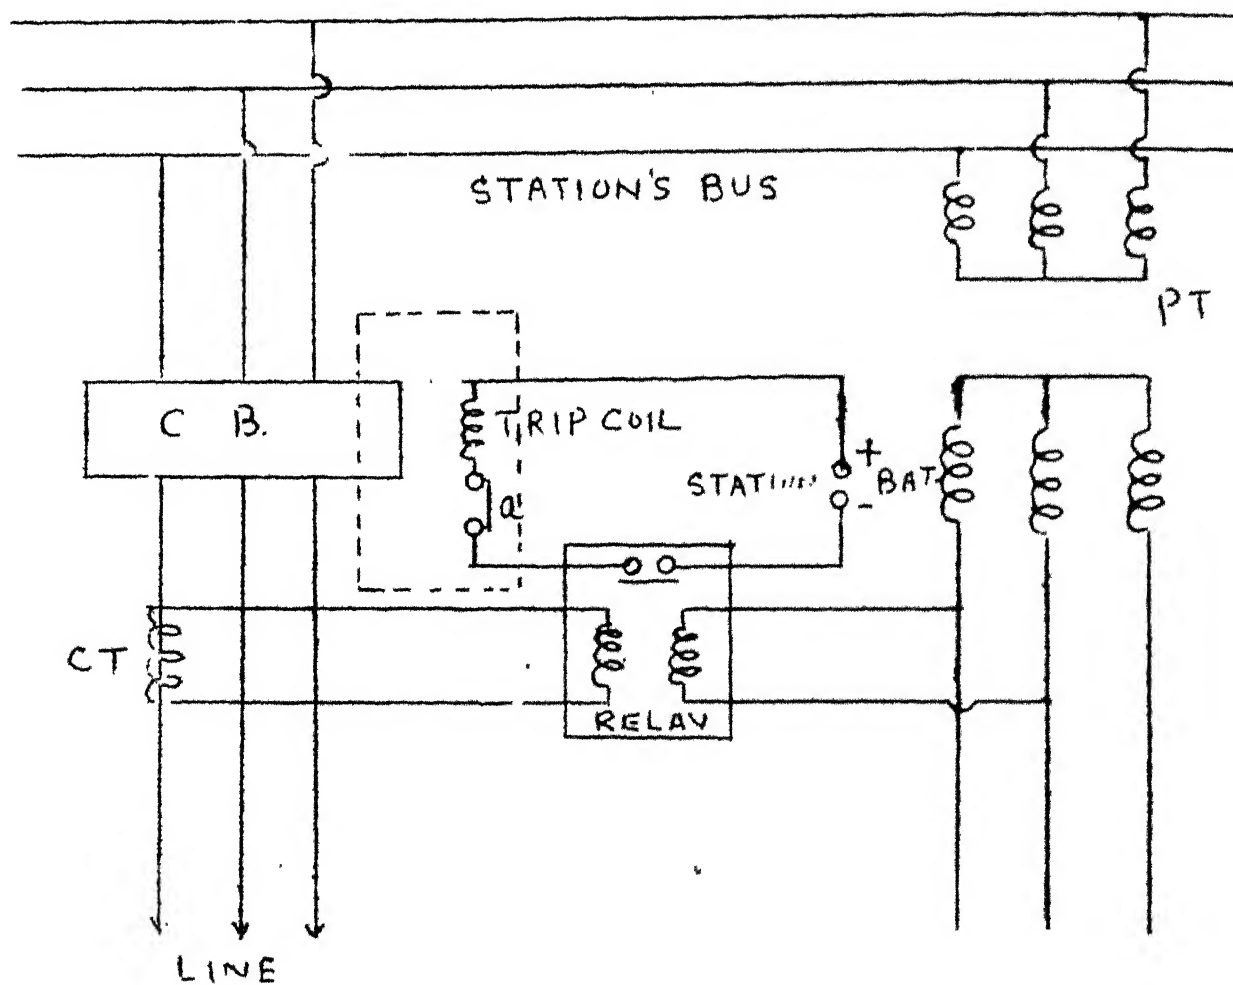 STATION'S BUS
PT
C B.
TRIP COIL
+
BAT.
-
a
CT
RELAY
LINE